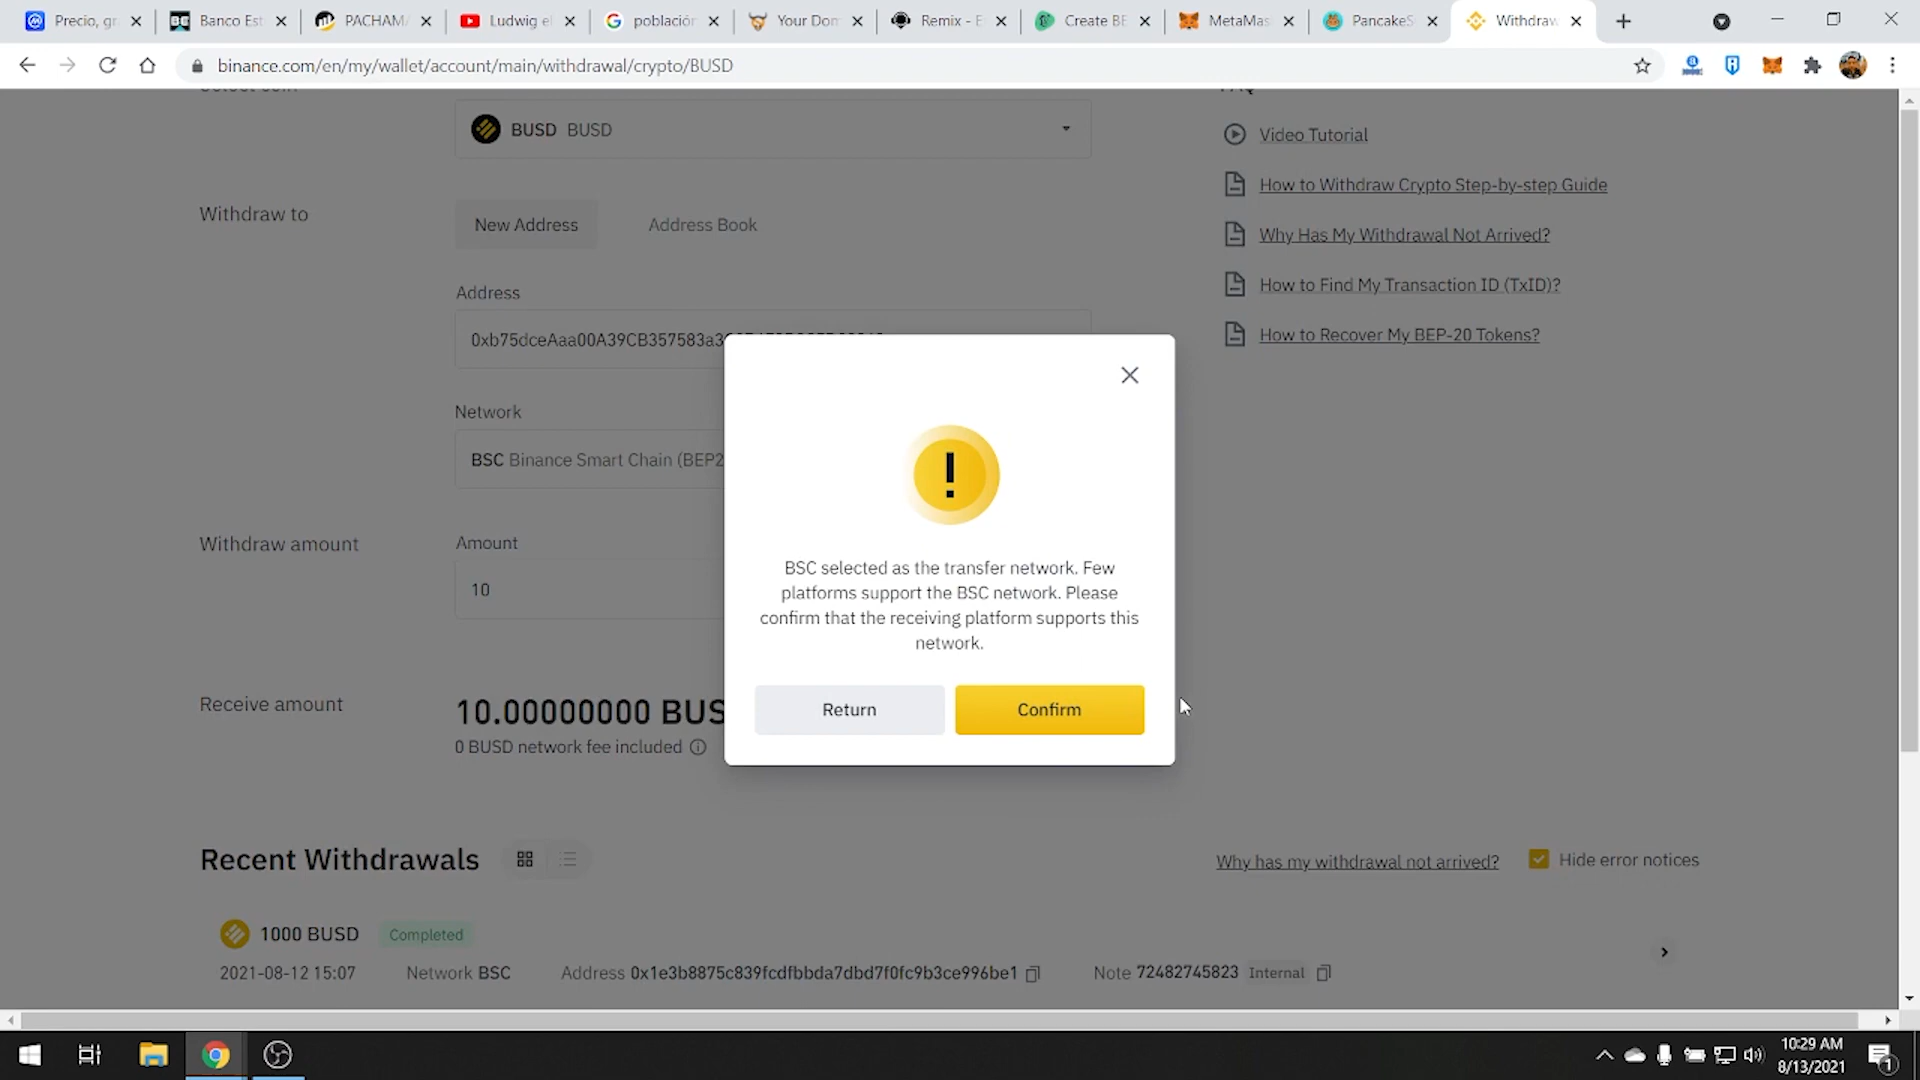 Precio, gr
Banco Est
PACHAMA
Ludwig el
población
Your Dom
Remix - E
Create BE
MetaMas
PancakeS
Withdraw
binance.com/en/my/wallet/account/main/withdrawal/crypto/BUSD
BUSD BUSD
Video Tutorial
How to Withdraw Crypto Step-by-step Guide
Withdraw to
New Address
Address Book
Why Has My Withdrawal Not Arrived?
Address
How to Find My Transaction ID (TxID)?
How to Recover My BEP-20 Tokens?
Network
BSC Binance Smart Chain (BEP2
Withdraw amount
Amount
10
BSC selected as the transfer network. Few
platforms support the BSC network. Please
confirm that the receiving platform supports this
network.
Return
Confirm
Receive amount
10.00000000 BUS
0 BUSD network fee included
Recent Withdrawals
Why has my withdrawal not arrived?
Hide error notices
1000 BUSD
Completed
2021-08-12 15:07
Network BSC
Address 0x1e3b8875c839fcdfbbda7dbd7f0fc9b3ce996be1
Note 72482745823 Internal
10:29 AM
8/13/2021
1